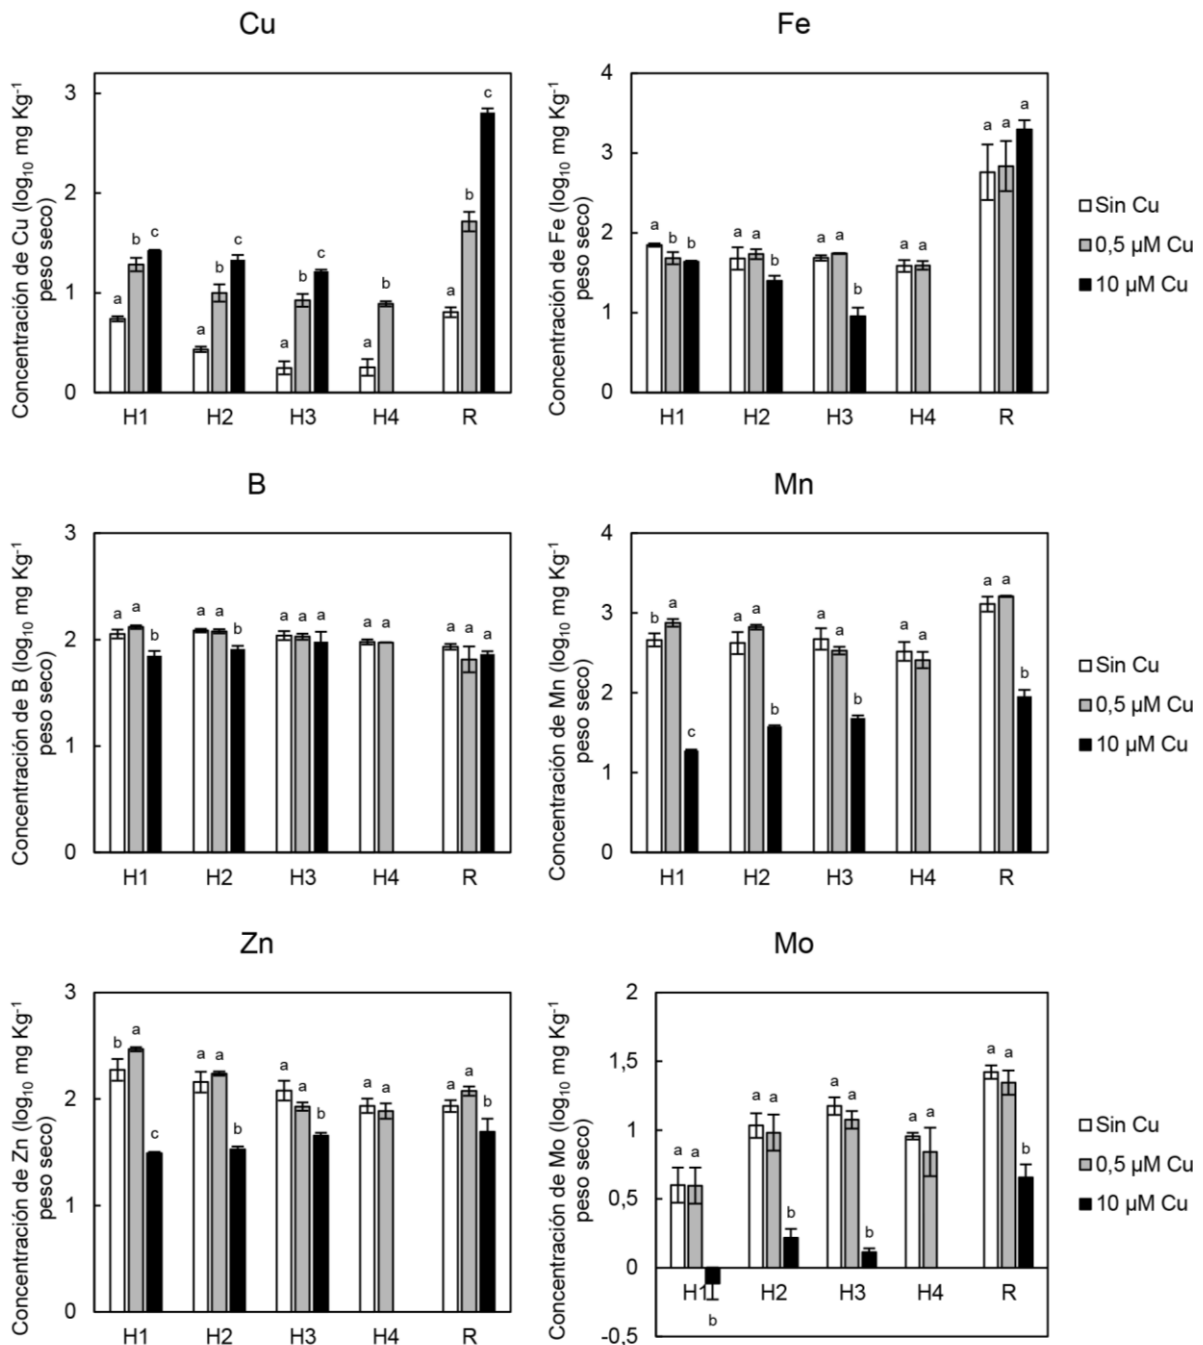 Cu
Concentración de Cu (log₁₀ mg Kg⁻¹
peso seco)
3
2
1
0
a
b
c
a
b
c
a
b
c
a
b
a
b
c
H1
H2
H3
H4
R
Fe
Concentración de Fe (log₁₀ mg Kg⁻¹
peso seco)
4
3
2
1
0
a
b
b
a
a
b
a
a
b
a
a
a
a
a
H1
H2
H3
H4
R
Sin Cu
0,5 µM Cu
10 µM Cu
B
Concentración de B (log₁₀ mg Kg⁻¹
peso seco)
3
2
1
0
a
a
b
a
a
b
a
a
a
a
a
a
a
a
H1
H2
H3
H4
R
Mn
Concentración de Mn (log₁₀ mg Kg⁻¹
peso seco)
4
3
2
1
0
b
a
c
a
a
b
a
a
b
a
a
a
a
b
H1
H2
H3
H4
R
Sin Cu
0,5 µM Cu
10 µM Cu
Zn
Concentración de Zn (log₁₀ mg Kg⁻¹
peso seco)
3
2
1
0
b
a
c
a
a
b
a
a
b
a
a
a
a
b
H1
H2
H3
H4
R
Mo
Concentración de Mo (log₁₀ mg Kg⁻¹
peso seco)
2
1,5
1
0,5
0
-0,5
a
a
b
a
a
b
a
a
b
a
a
a
a
b
H1
H2
H3
H4
R
Sin Cu
0,5 µM Cu
10 µM Cu